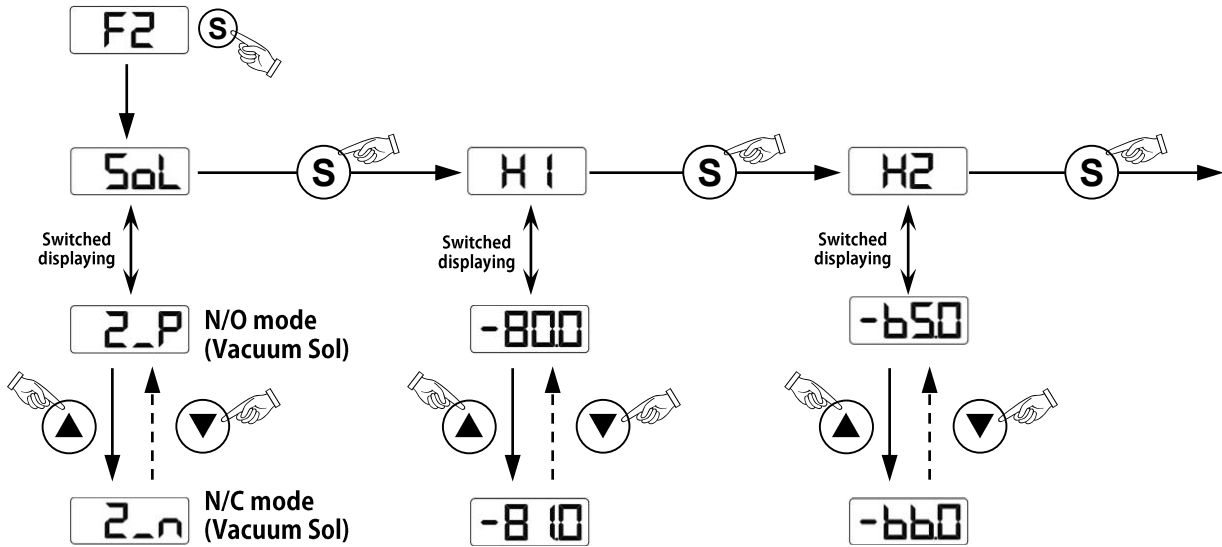 F2 S
SoL S H1 S H2 S
Switched
displaying
Switched
displaying
Switched
displaying
2_P N/O mode
(Vacuum Sol)
-80.0
-65.0
2_n N/C mode
(Vacuum Sol)
-81.0
-66.0